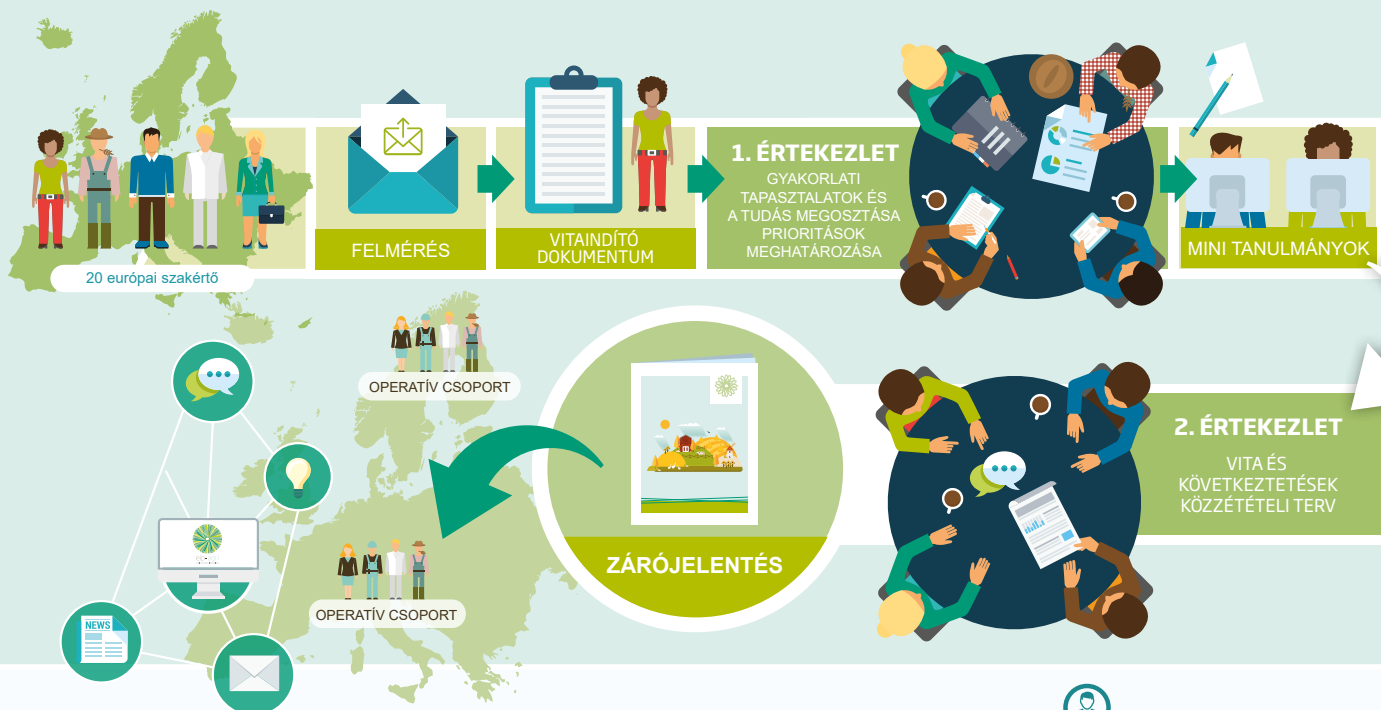 20 európai szakértő
FELMÉRÉS
VITAINDÍTÓ
DOKUMENTUM
1. ÉRTEKEZLET
GYAKORLATI
TAPASZTALATOK ÉS
A TUDÁS MEGOSZTÁSA
PRIORITÁSOK
MEGHATÁROZÁSA
MINI TANULMÁNYOK
2. ÉRTEKEZLET
VITA ÉS
KÖVETKEZTETÉSEK
KÖZZÉTÉTELI TERV
ZÁRÓJELENTÉS
OPERATÍV CSOPORT
OPERATÍV CSOPORT
NEWS